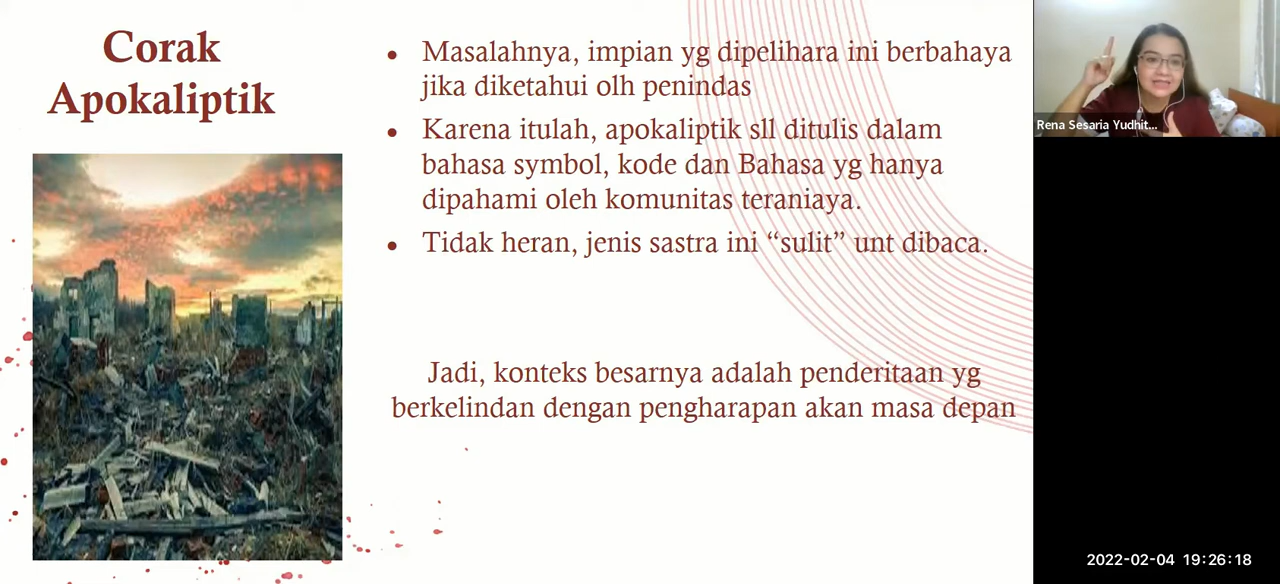 Corak
Apokaliptik
• Masalahnya, impian yg dipelihara ini berbahaya
jika diketahui olh penindas
• Karena itulah, apokaliptik sll ditulis dalam
bahasa symbol, kode dan Bahasa yg hanya
dipahami oleh komunitas teraniaya.
• Tidak heran, jenis sastra ini “sulit” unt dibaca.
Jadi, konteks besarnya adalah penderitaan yg
berkelindan dengan pengharapan akan masa depan
Rena Sesaria Yudhit...
2022-02-04 19:26:18